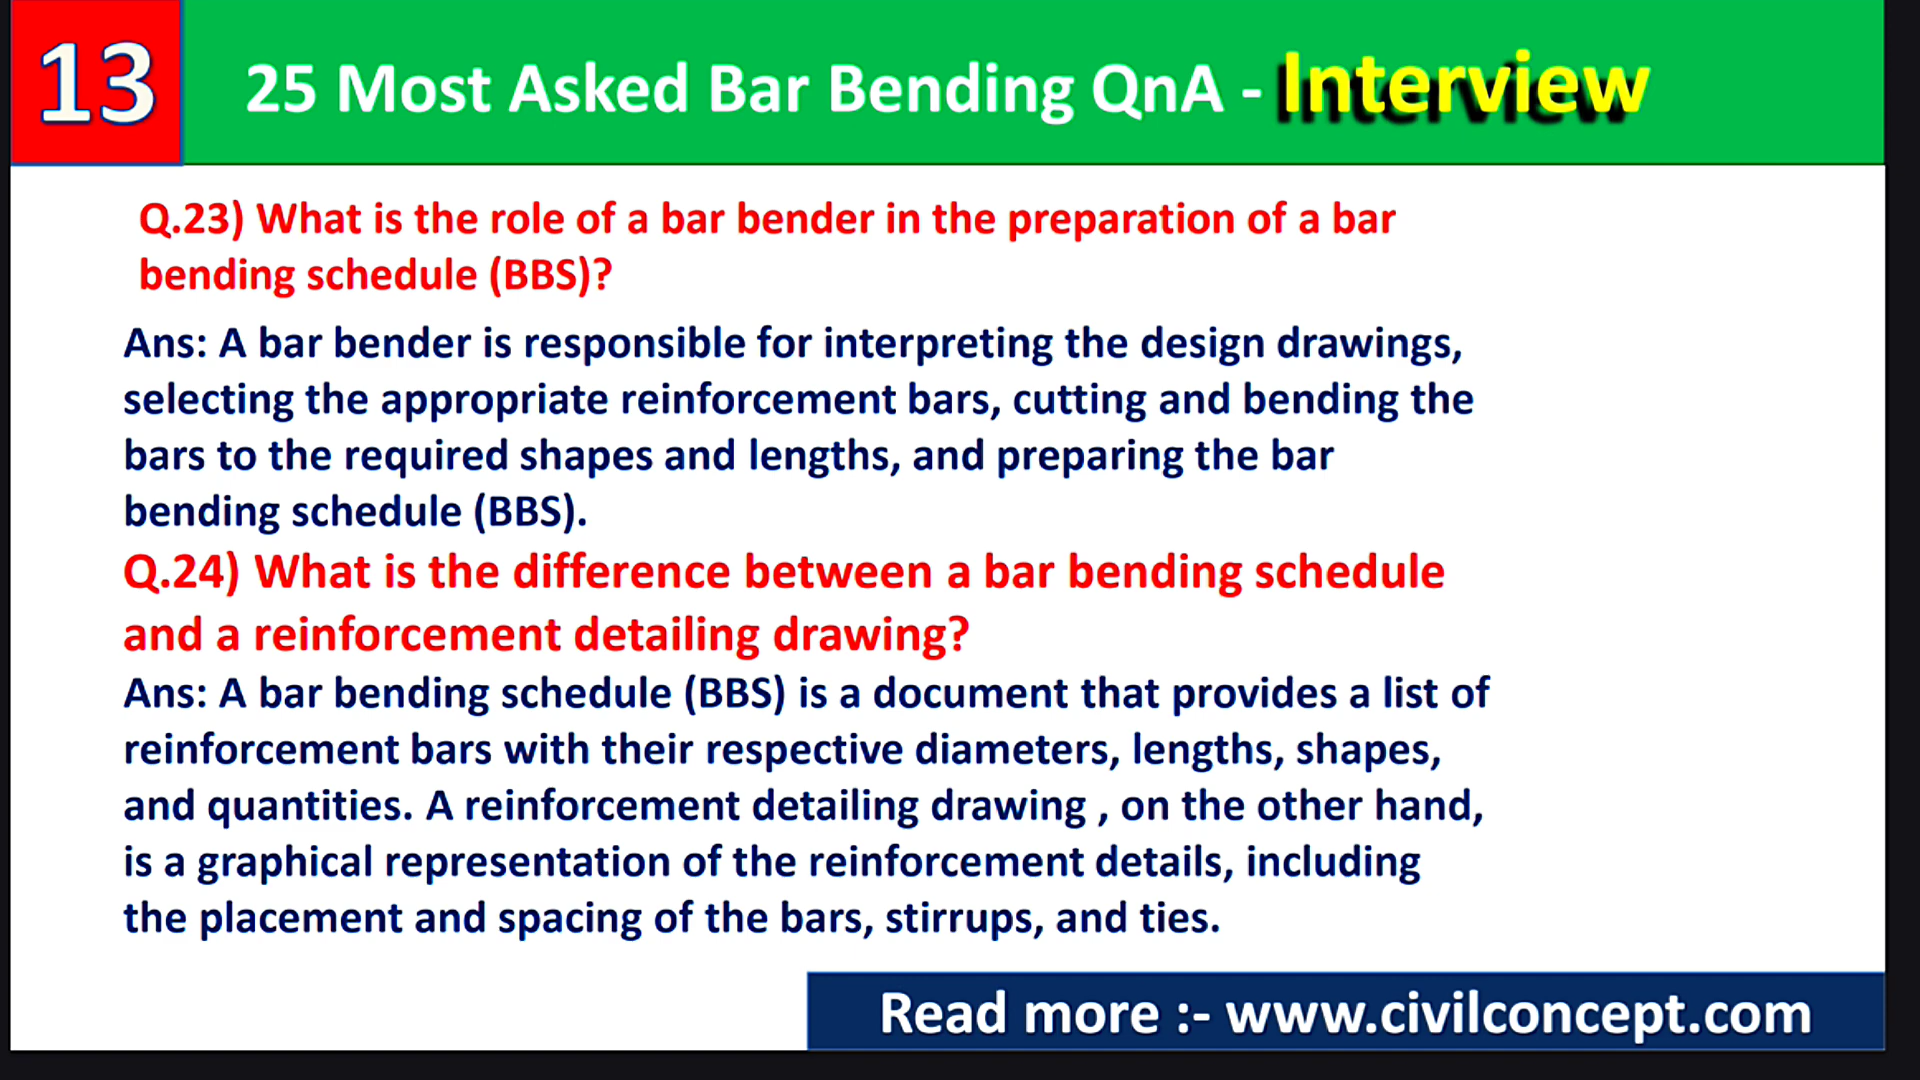 13
25 Most Asked Bar Bending QnA - Interview
Q.23) What is the role of a bar bender in the preparation of a bar
bending schedule (BBS)?
Ans: A bar bender is responsible for interpreting the design drawings,
selecting the appropriate reinforcement bars, cutting and bending the
bars to the required shapes and lengths, and preparing the bar
bending schedule (BBS).
Q.24) What is the difference between a bar bending schedule
and a reinforcement detailing drawing?
Ans: A bar bending schedule (BBS) is a document that provides a list of
reinforcement bars with their respective diameters, lengths, shapes,
and quantities. A reinforcement detailing drawing , on the other hand,
is a graphical representation of the reinforcement details, including
the placement and spacing of the bars, stirrups, and ties.
Read more :- www.civilconcept.com